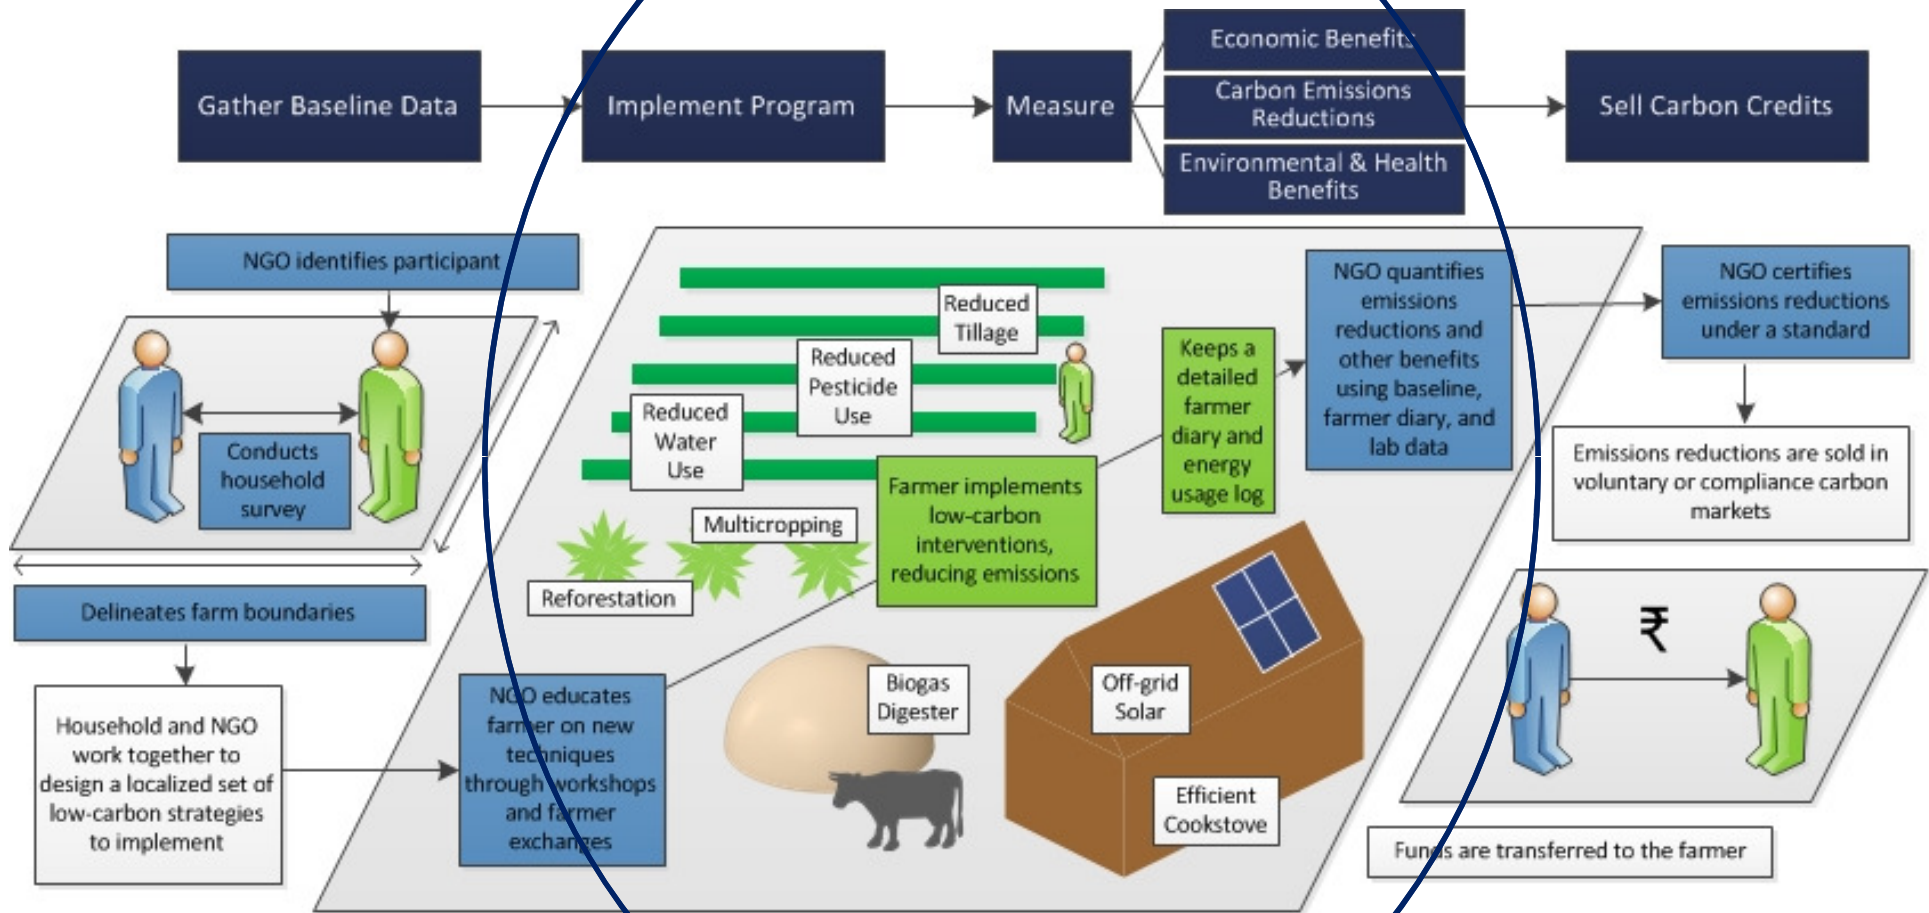 Gather Baseline Data
Implement Program
Measure
Economic Benefits
Carbon Emissions
Reductions
Environmental & Health
Benefits
Sell Carbon Credits
NGO identifies participant
Conducts
household
survey
Delineates farm boundaries
Household and NGO
work together to
design a localized set of
low-carbon strategies
to implement
NGO educates
farmer on new
techniques
through workshops
and farmer
exchanges
Reduced
Tillage
Reduced
Pesticide
Use
Reduced
Water
Use
Multicropping
Reforestation
Farmer implements
low-carbon
interventions,
reducing emissions
Biogas
Digester
Off-grid
Solar
Efficient
Cookstove
Keeps a
detailed
farmer
diary and
energy
usage log
NGO quantifies
emissions
reductions and
other benefits
using baseline,
farmer diary, and
lab data
NGO certifies
emissions reductions
under a standard
Emissions reductions are sold in
voluntary or compliance carbon
markets
₹
Funds are transferred to the farmer